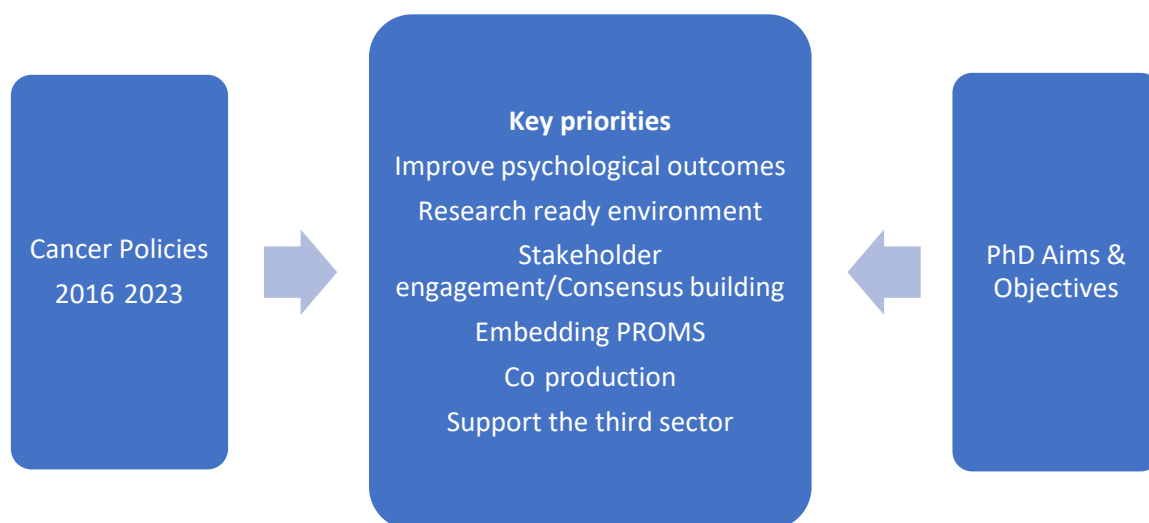 Cancer Policies
2016 2023
Key priorities
Improve psychological outcomes
Research ready environment
Stakeholder
engagement/Consensus building
Embedding PROMS
Co production
Support the third sector
PhD Aims &
Objectives